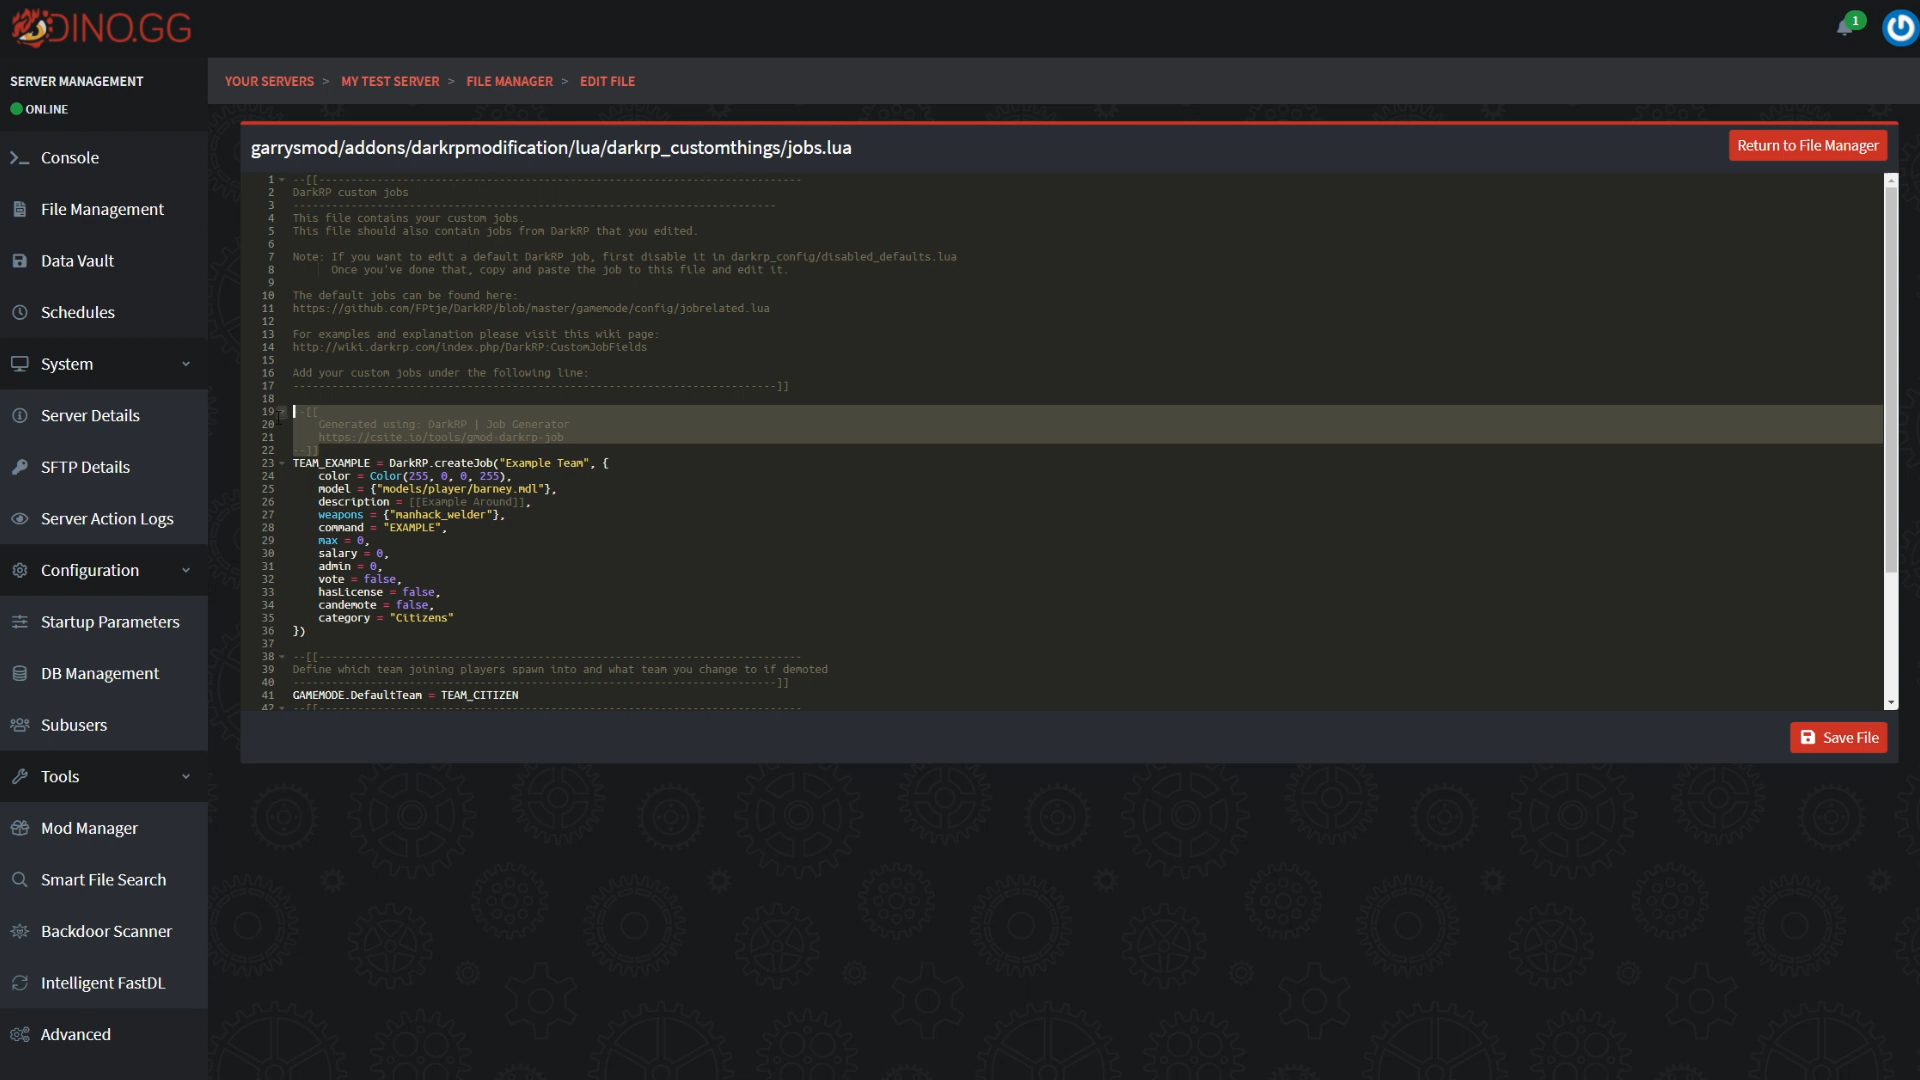 DINO.GG
1
SERVER MANAGEMENT
ONLINE
Console
File Management
Data Vault
Schedules
System
Server Details
SFTP Details
Server Action Logs
Configuration
Startup Parameters
DB Management
Subusers
Tools
Mod Manager
Smart File Search
Backdoor Scanner
Intelligent FastDL
Advanced
YOUR SERVERS > MY TEST SERVER > FILE MANAGER > EDIT FILE
garrysmod/addons/darkrpmodification/lua/darkrp_customthings/jobs.lua
Return to File Manager
1 --[[---------------------------------------------------------------------------
2 DarkRP custom jobs
3 ---------------------------------------------------------------------------
4 This file contains your custom jobs.
5 This file should also contain jobs from DarkRP that you edited.
6
7 Note: If you want to edit a default DarkRP job, first disable it in darkrp_config/disabled_defaults.lua
8 Once you've done that, copy and paste the job to this file and edit it.
9
10 The default jobs can be found here:
11 https://github.com/FPtje/DarkRP/blob/master/gamemode/config/jobrelated.lua
12
13 For examples and explanation please visit this wiki page:
14 http://wiki.darkrp.com/index.php/DarkRP:CustomJobFields
15
16 Add your custom jobs under the following line:
17 ---------------------------------------------------------------------------]]
18
19 --[[
20 Generated using: DarkRP | Job Generator
21 https://csite.io/tools/gmod-darkrp-job
22 --]]
23 TEAM_EXAMPLE = DarkRP.createJob("Example Team", {
24 color = Color(255, 0, 0, 255),
25 model = {"models/player/barney.mdl"},
26 description = [[Example Around]],
27 weapons = {"manhack_welder"},
28 command = "EXAMPLE",
29 max = 0,
30 salary = 0,
31 admin = 0,
32 vote = false,
33 hasLicense = false,
34 candemote = false,
35 category = "Citizens"
36 })
37
38 --[[---------------------------------------------------------------------------
39 Define which team joining players spawn into and what team you change to if demoted
40 ---------------------------------------------------------------------------]]
41 GAMEMODE.DefaultTeam = TEAM_CITIZEN
42 --[[---------------------------------------------------------------------------
Save File